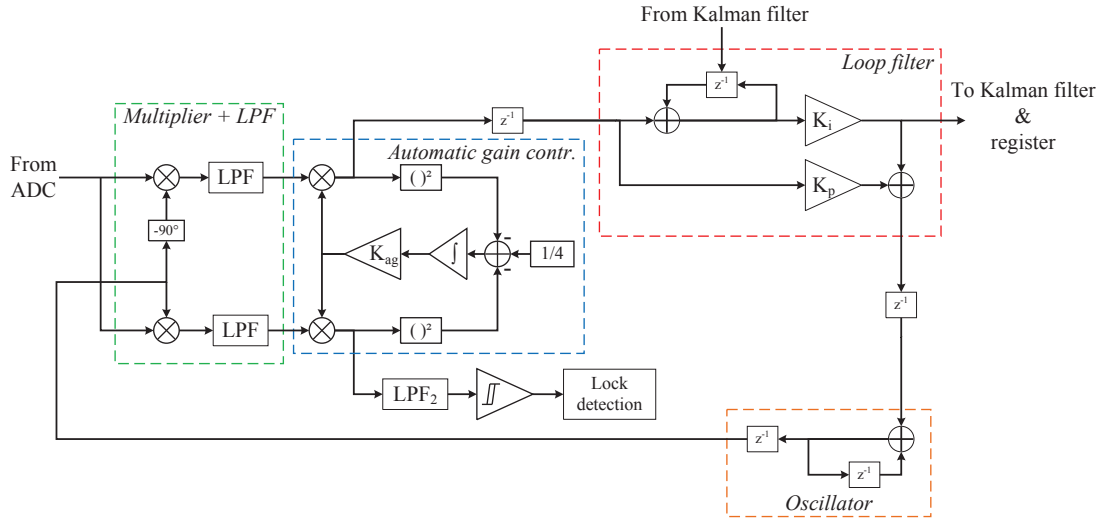 From Kalman filter
Loop filter
z-1
To Kalman filter
&
register
Multiplier + LPF
z-1
Ki
Automatic gain contr.
From
ADC
LPF
( )²
Kp
-90°
Kag
∫
1/4
-
-
z-1
LPF
( )²
LPF2
Lock
detection
z-1
z-1
Oscillator